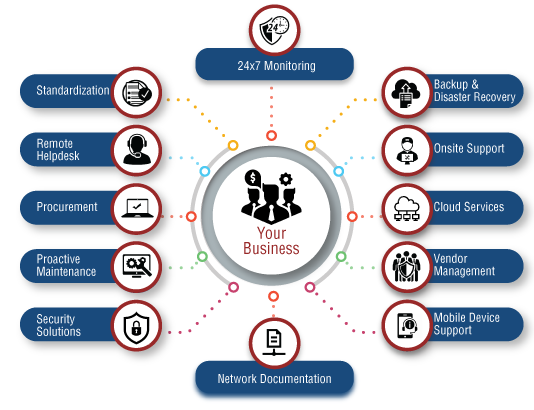 24
24x7 Monitoring
Standardization
Remote
Helpdesk
Procurement
Proactive
Maintenance
Security
Solutions
$
Your
Business
Backup &
Disaster Recovery
Onsite Support
Cloud Services
Vendor
Management
Mobile Device
Support
Network Documentation